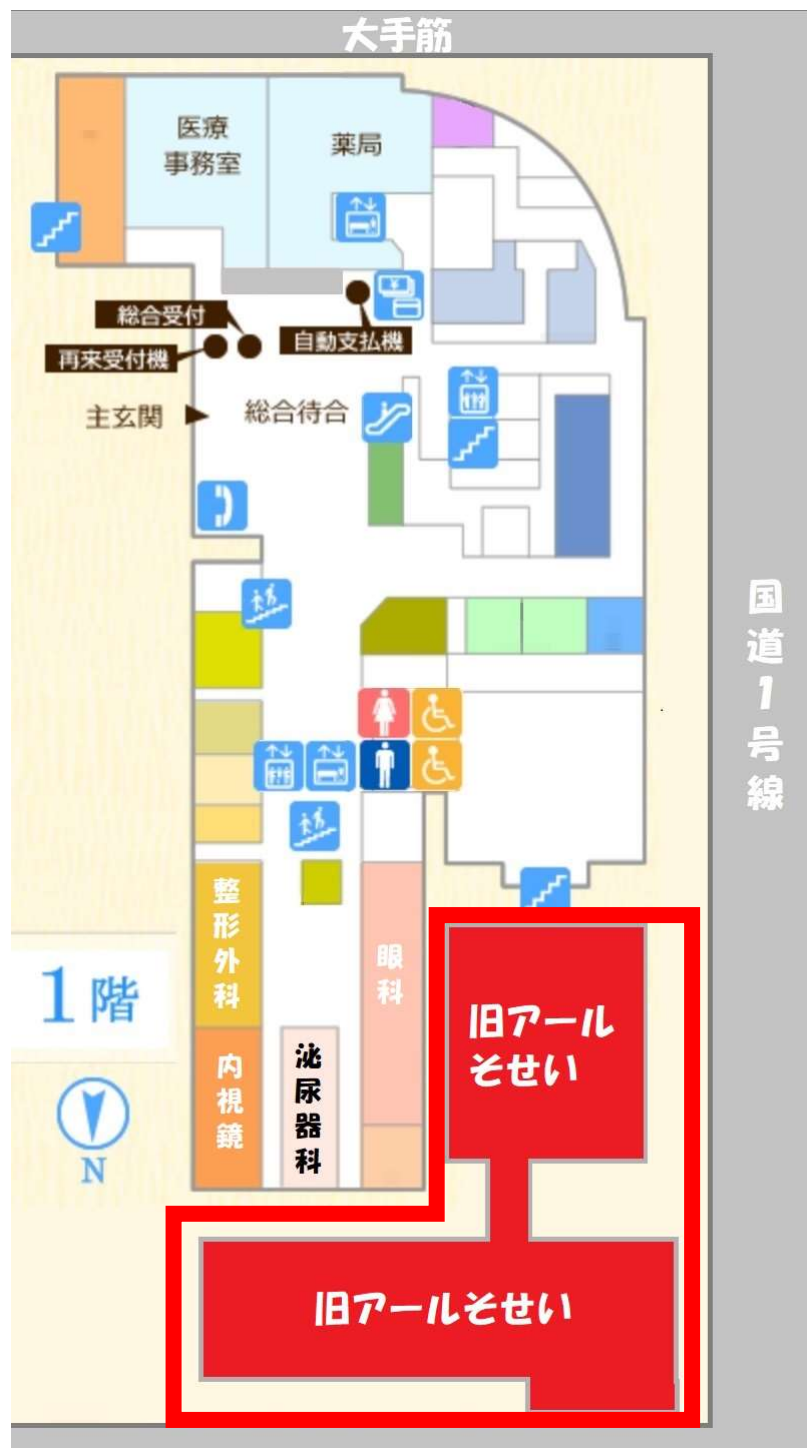 大手筋
医療
事務室
薬局
総合受付
再来受付機
自動支払機
主玄関
総合待合
国道1号線
整形外科
眼科
1階
旧アール
そせい
内視鏡
泌尿器科
N
旧アールそせい